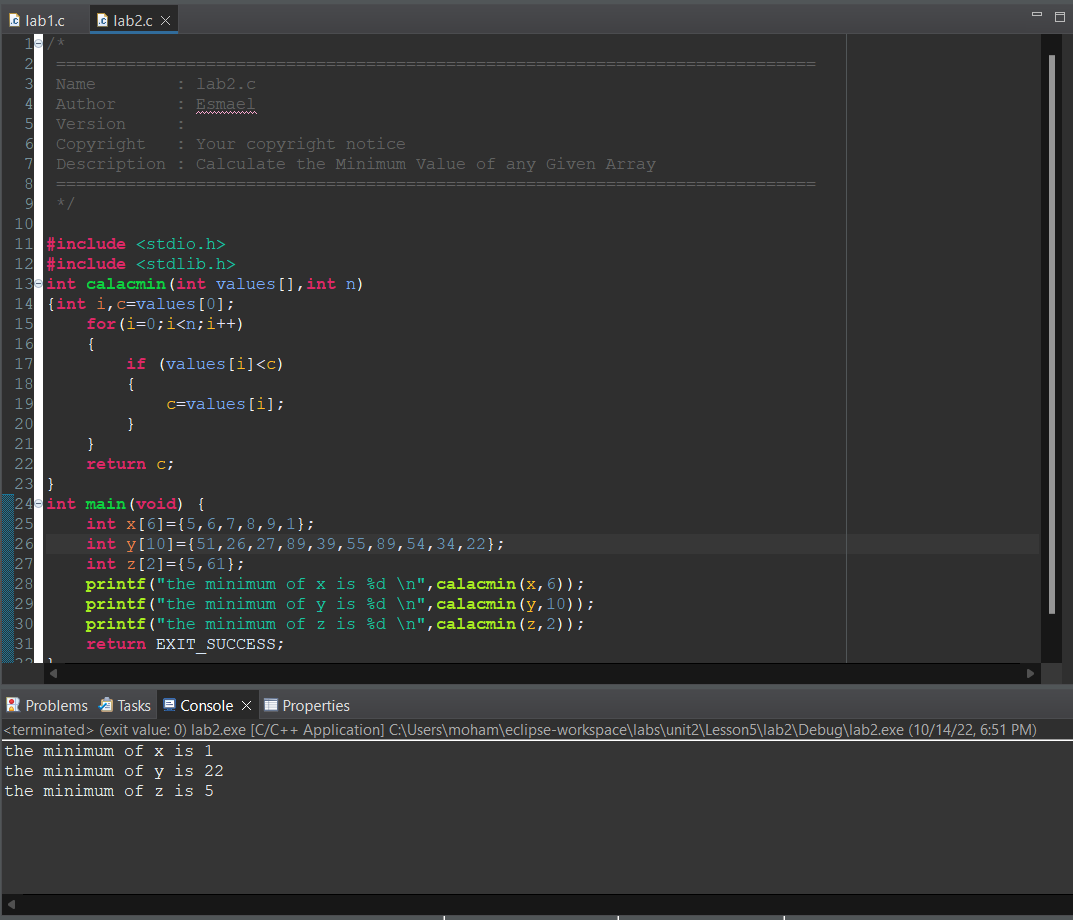 lab1.c lab2.c
1 /*
2 ============================================================================
3 Name        : lab2.c
4 Author      : Esmael
5 Version     :
6 Copyright   : Your copyright notice
7 Description : Calculate the Minimum Value of any Given Array
8 ============================================================================
9 */
10
11 #include <stdio.h>
12 #include <stdlib.h>
13 int calacmin(int values[],int n)
14 {int i,c=values[0];
15     for(i=0;i<n;i++)
16     {
17         if (values[i]<c)
18         {
19             c=values[i];
20         }
21     }
22     return c;
23 }
24 int main(void) {
25     int x[6]={5,6,7,8,9,1};
26     int y[10]={51,26,27,89,39,55,89,54,34,22};
27     int z[2]={5,61};
28     printf("the minimum of x is %d \n",calacmin(x,6));
29     printf("the minimum of y is %d \n",calacmin(y,10));
30     printf("the minimum of z is %d \n",calacmin(z,2));
31     return EXIT_SUCCESS;
32 }
Problems Tasks Console Properties
<terminated> (exit value: 0) lab2.exe [C/C++ Application] C:\Users\moham\eclipse-workspace\labs\unit2\Lesson5\lab2\Debug\lab2.exe (10/14/22, 6:51 PM)
the minimum of x is 1
the minimum of y is 22
the minimum of z is 5